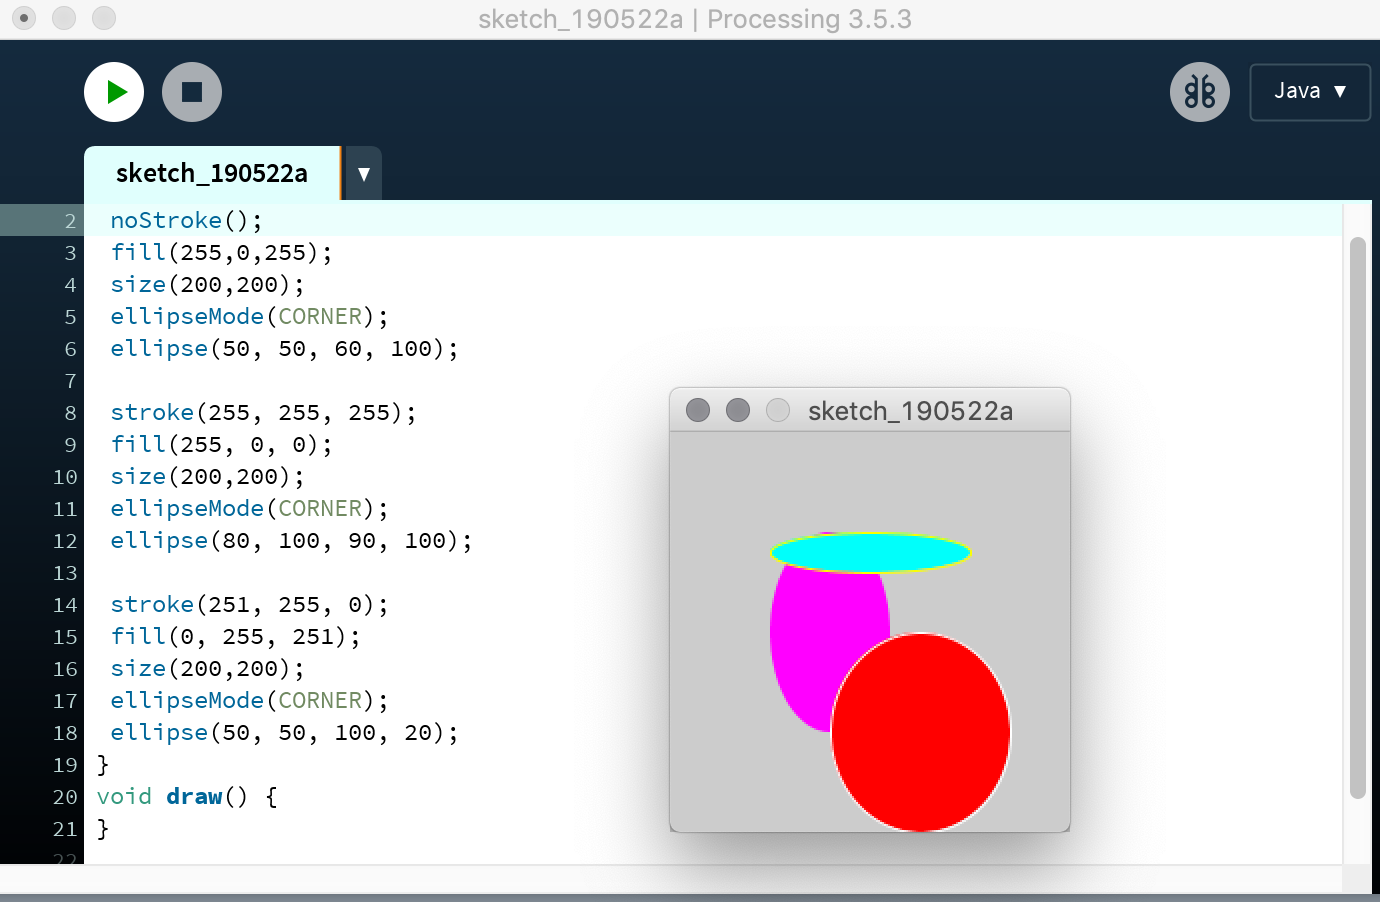 sketch_190522a | Processing 3.5.3
Java ▼
sketch_190522a ▼
2 noStroke();
3 fill(255,0,255);
4 size(200,200);
5 ellipseMode(CORNER);
6 ellipse(50, 50, 60, 100);
7
8 stroke(255, 255, 255);
9 fill(255, 0, 0);
10 size(200,200);
11 ellipseMode(CORNER);
12 ellipse(80, 100, 90, 100);
13
14 stroke(251, 255, 0);
15 fill(0, 255, 251);
16 size(200,200);
17 ellipseMode(CORNER);
18 ellipse(50, 50, 100, 20);
19 }
20 void draw() {
21 }
22
sketch_190522a